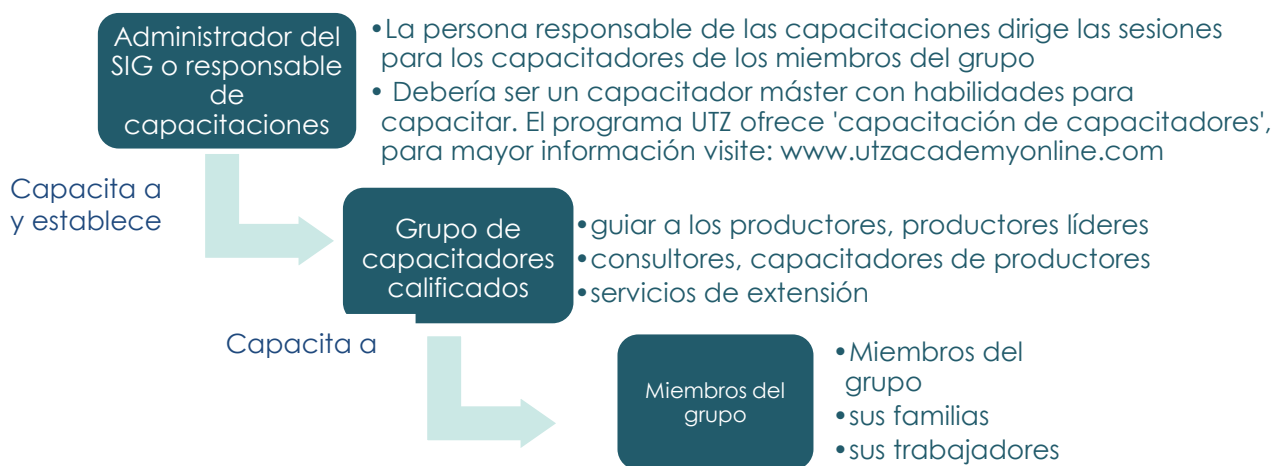 Administrador del
SIG o responsable
de
capacitaciones
•La persona responsable de las capacitaciones dirige las sesiones
para los capacitadores de los miembros del grupo
• Debería ser un capacitador máster con habilidades para
capacitar. El programa UTZ ofrece 'capacitación de capacitadores',
para mayor información visite: www.utzacademyonline.com
Capacita a
y establece
Grupo de
capacitadores
calificados
•guiar a los productores, productores líderes
•consultores, capacitadores de productores
•servicios de extensión
Capacita a
Miembros del
grupo
•Miembros del
grupo
•sus familias
•sus trabajadores